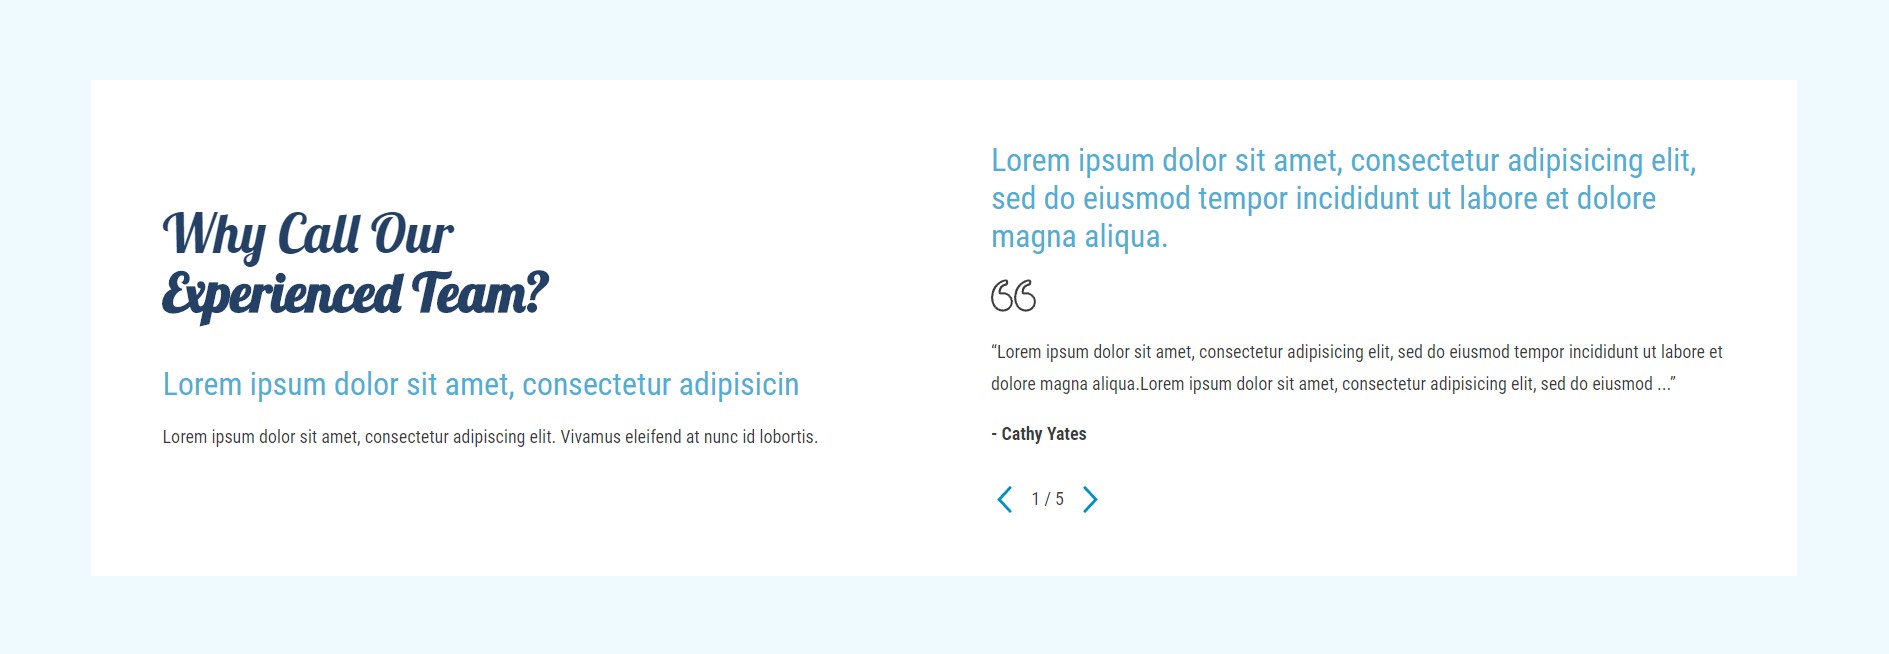 Why Call Our
Experienced Team?
Lorem ipsum dolor sit amet, consectetur adipisicin
Lorem ipsum dolor sit amet, consectetur adipiscing elit. Vivamus eleifend at nunc id lobortis.
Lorem ipsum dolor sit amet, consectetur adipisicing elit,
sed do eiusmod tempor incididunt ut labore et dolore
magna aliqua.
“Lorem ipsum dolor sit amet, consectetur adipisicing elit, sed do eiusmod tempor incididunt ut labore et
dolore magna aliqua.Lorem ipsum dolor sit amet, consectetur adipisicing elit, sed do eiusmod ...”
- Cathy Yates
1 / 5